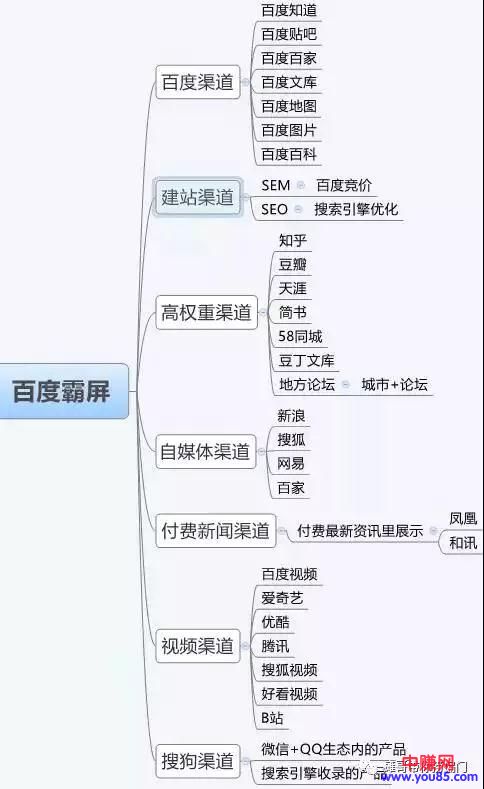 百度霸屏
百度渠道
百度知道
百度贴吧
百度百家
百度文库
百度地图
百度图片
百度百科
建站渠道
SEM 百度竞价
SEO 搜索引擎优化
高权重渠道
知乎
豆瓣
天涯
简书
58同城
豆丁文库
地方论坛 城市+论坛
自媒体渠道
新浪
搜狐
网易
百家
付费新闻渠道
付费最新资讯里展示
凤凰
和讯
视频渠道
百度视频
爱奇艺
优酷
腾讯
搜狐视频
好看视频
B站
搜狗渠道
微信+QQ生态内的产品
搜索引擎收录的产品
中赚网
www.you85.com